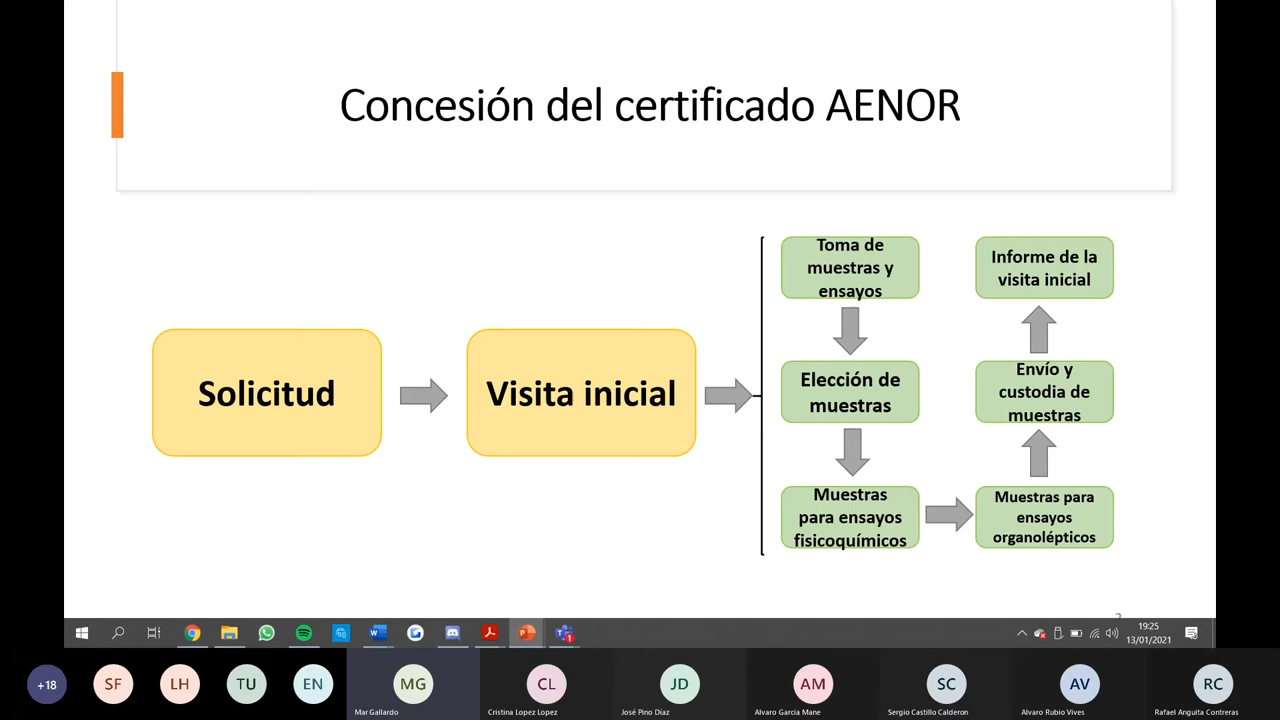 Concesión del certificado AENOR
Solicitud
Visita inicial
Toma de
muestras y
ensayos
Elección de
muestras
Muestras
para ensayos
fisicoquímicos
Muestras para
ensayos
organolépticos
Envío y
custodia de
muestras
Informe de la
visita inicial
19:25
13/01/2021
+18
SF
LH
TU
EN
MG
Mar Gallardo
CL
Cristina Lopez Lopez
JD
José Pino Díaz
AM
Alvaro Garcia Mane
SC
Sergio Castillo Calderon
AV
Alvaro Rubio Vives
RC
Rafael Anguita Contreras